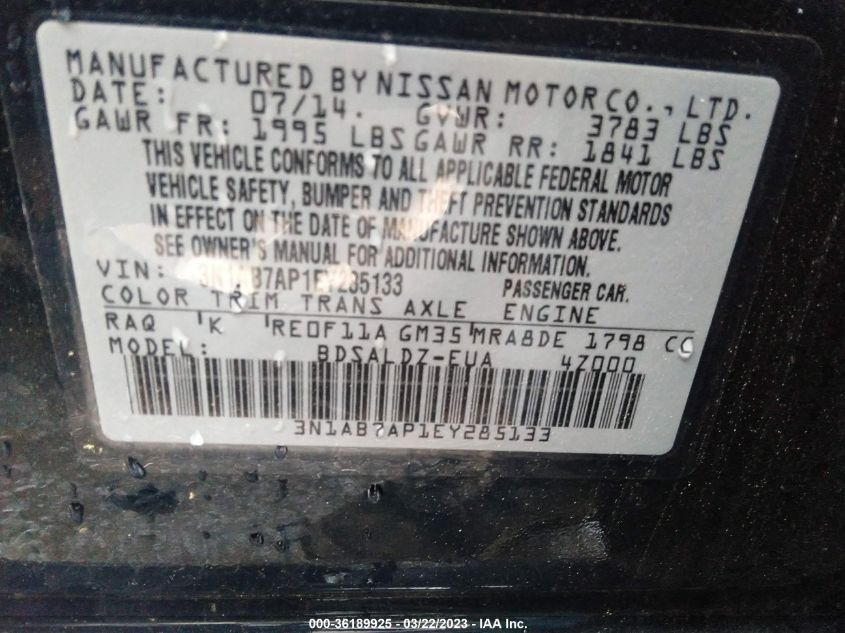 MANUFACTURED BY NISSAN MOTOR CO., LTD.
DATE: 07/14. GVWR: 3783 LBS
GAWR FR: 1995 LBS GAWR RR: 1841 LBS
THIS VEHICLE CONFORMS TO ALL APPLICABLE FEDERAL MOTOR
VEHICLE SAFETY, BUMPER AND THEFT PREVENTION STANDARDS
IN EFFECT ON THE DATE OF MANUFACTURE SHOWN ABOVE.
SEE OWNER'S MANUAL FOR ADDITIONAL INFORMATION.
VIN: 3N1AB7AP1EY285133 PASSENGER CAR.
COLOR TRIM TRANS AXLE ENGINE
RAQ K RE0F11A GM35 MRA8DE 1798 CC
MODEL: BDSALDZ-EUA 4Z000
3N1AB7AP1EY285133
000-36189925 - 03/22/2023 - IAA Inc.